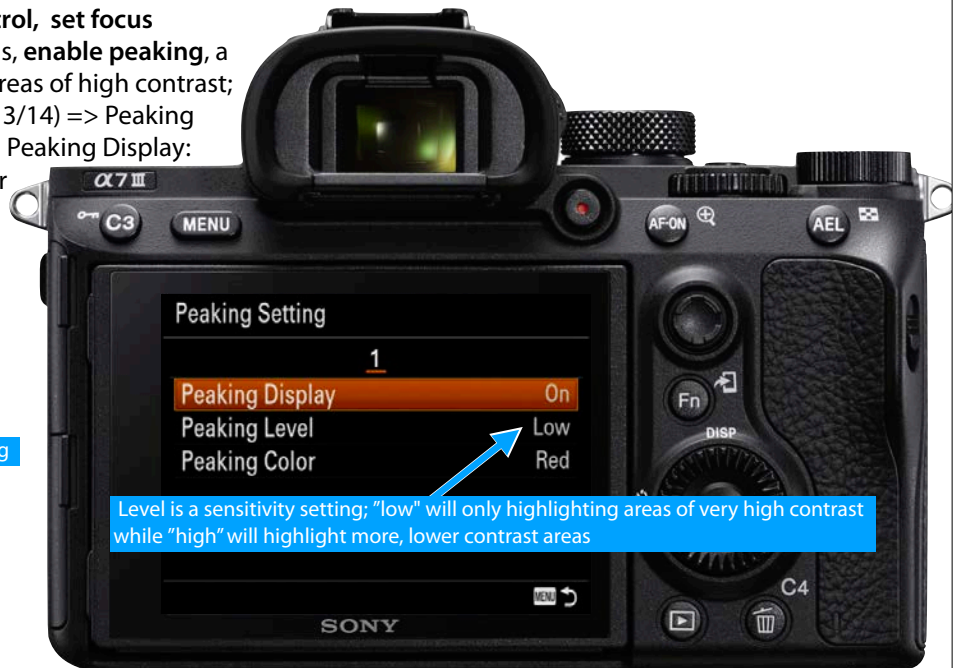 trol, set focus
s, enable peaking, a
reas of high contrast;
3/14) => Peaking
Peaking Display:
r
α7III
C3
MENU
AF-ON
AEL
Peaking Setting
1
Peaking Display On
Peaking Level Low
Peaking Color Red
Fn
DISP
g
Level is a sensitivity setting; "low" will only highlighting areas of very high contrast
while "high" will highlight more, lower contrast areas
MENU
C4
SONY